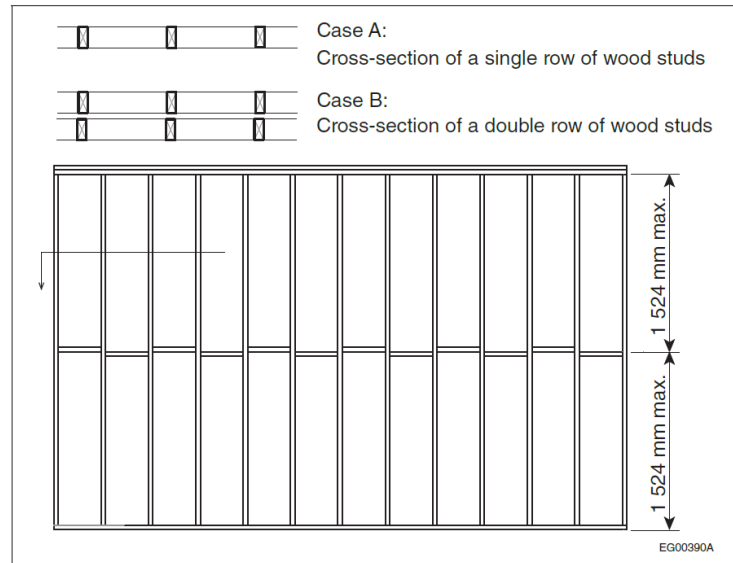 Case A:
Cross-section of a single row of wood studs
Case B:
Cross-section of a double row of wood studs
1 524 mm max.
1 524 mm max.
EG00390A